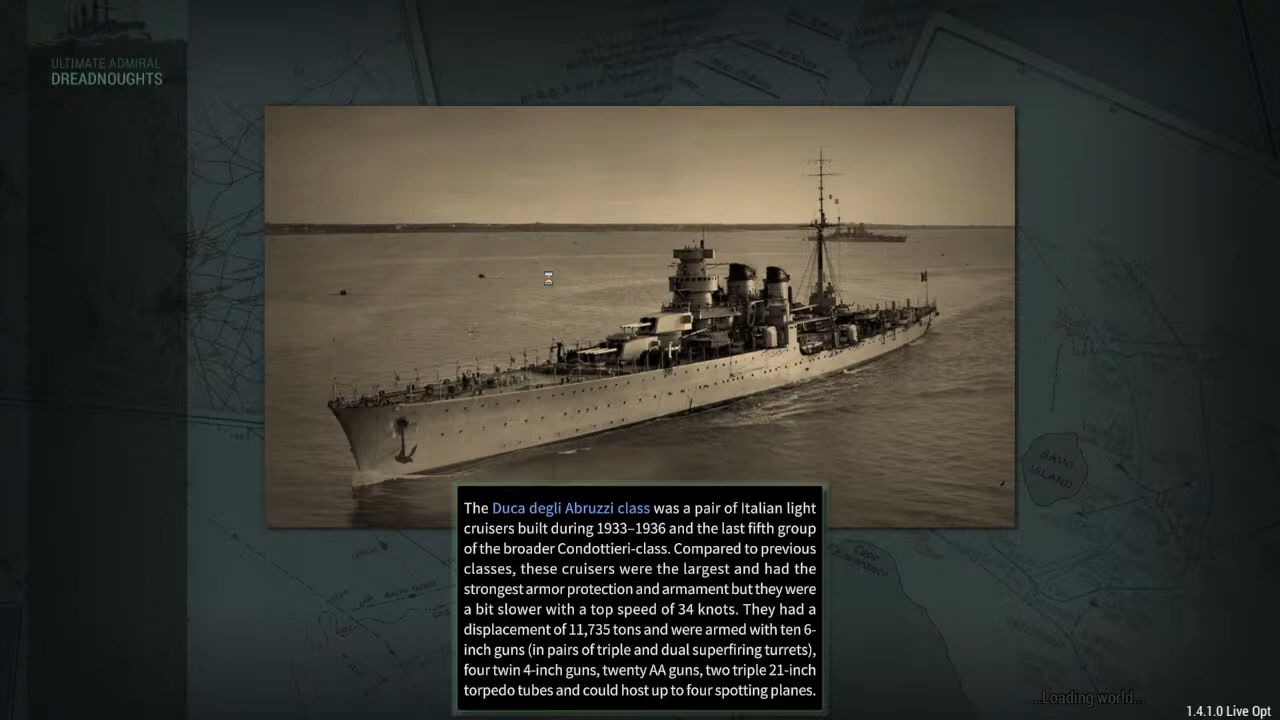 ULTIMATE ADMIRAL
DREADNOUGHTS
The Duca degli Abruzzi class was a pair of Italian light
cruisers built during 1933–1936 and the last fifth group
of the broader Condottieri-class. Compared to previous
classes, these cruisers were the largest and had the
strongest armor protection and armament but they were
a bit slower with a top speed of 34 knots. They had a
displacement of 11,735 tons and were armed with ten 6-
inch guns (in pairs of triple and dual superfiring turrets),
four twin 4-inch guns, twenty AA guns, two triple 21-inch
torpedo tubes and could host up to four spotting planes.
ISLAND
Cape
..Loading world...
1.4.1.0 Live Opt